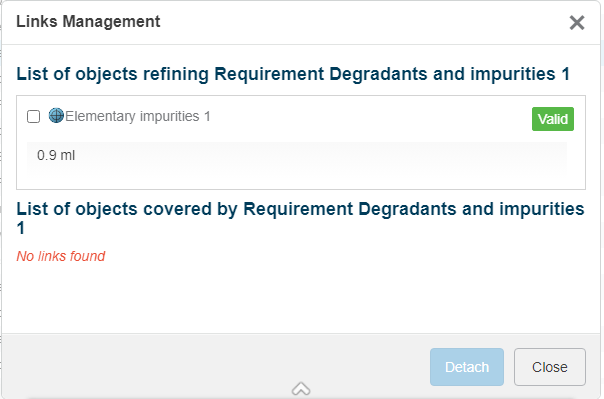 Links Management
List of objects refining Requirement Degradants and impurities 1
Elementary impurities 1
Valid
0.9 ml
List of objects covered by Requirement Degradants and impurities
1
No links found
Detach
Close